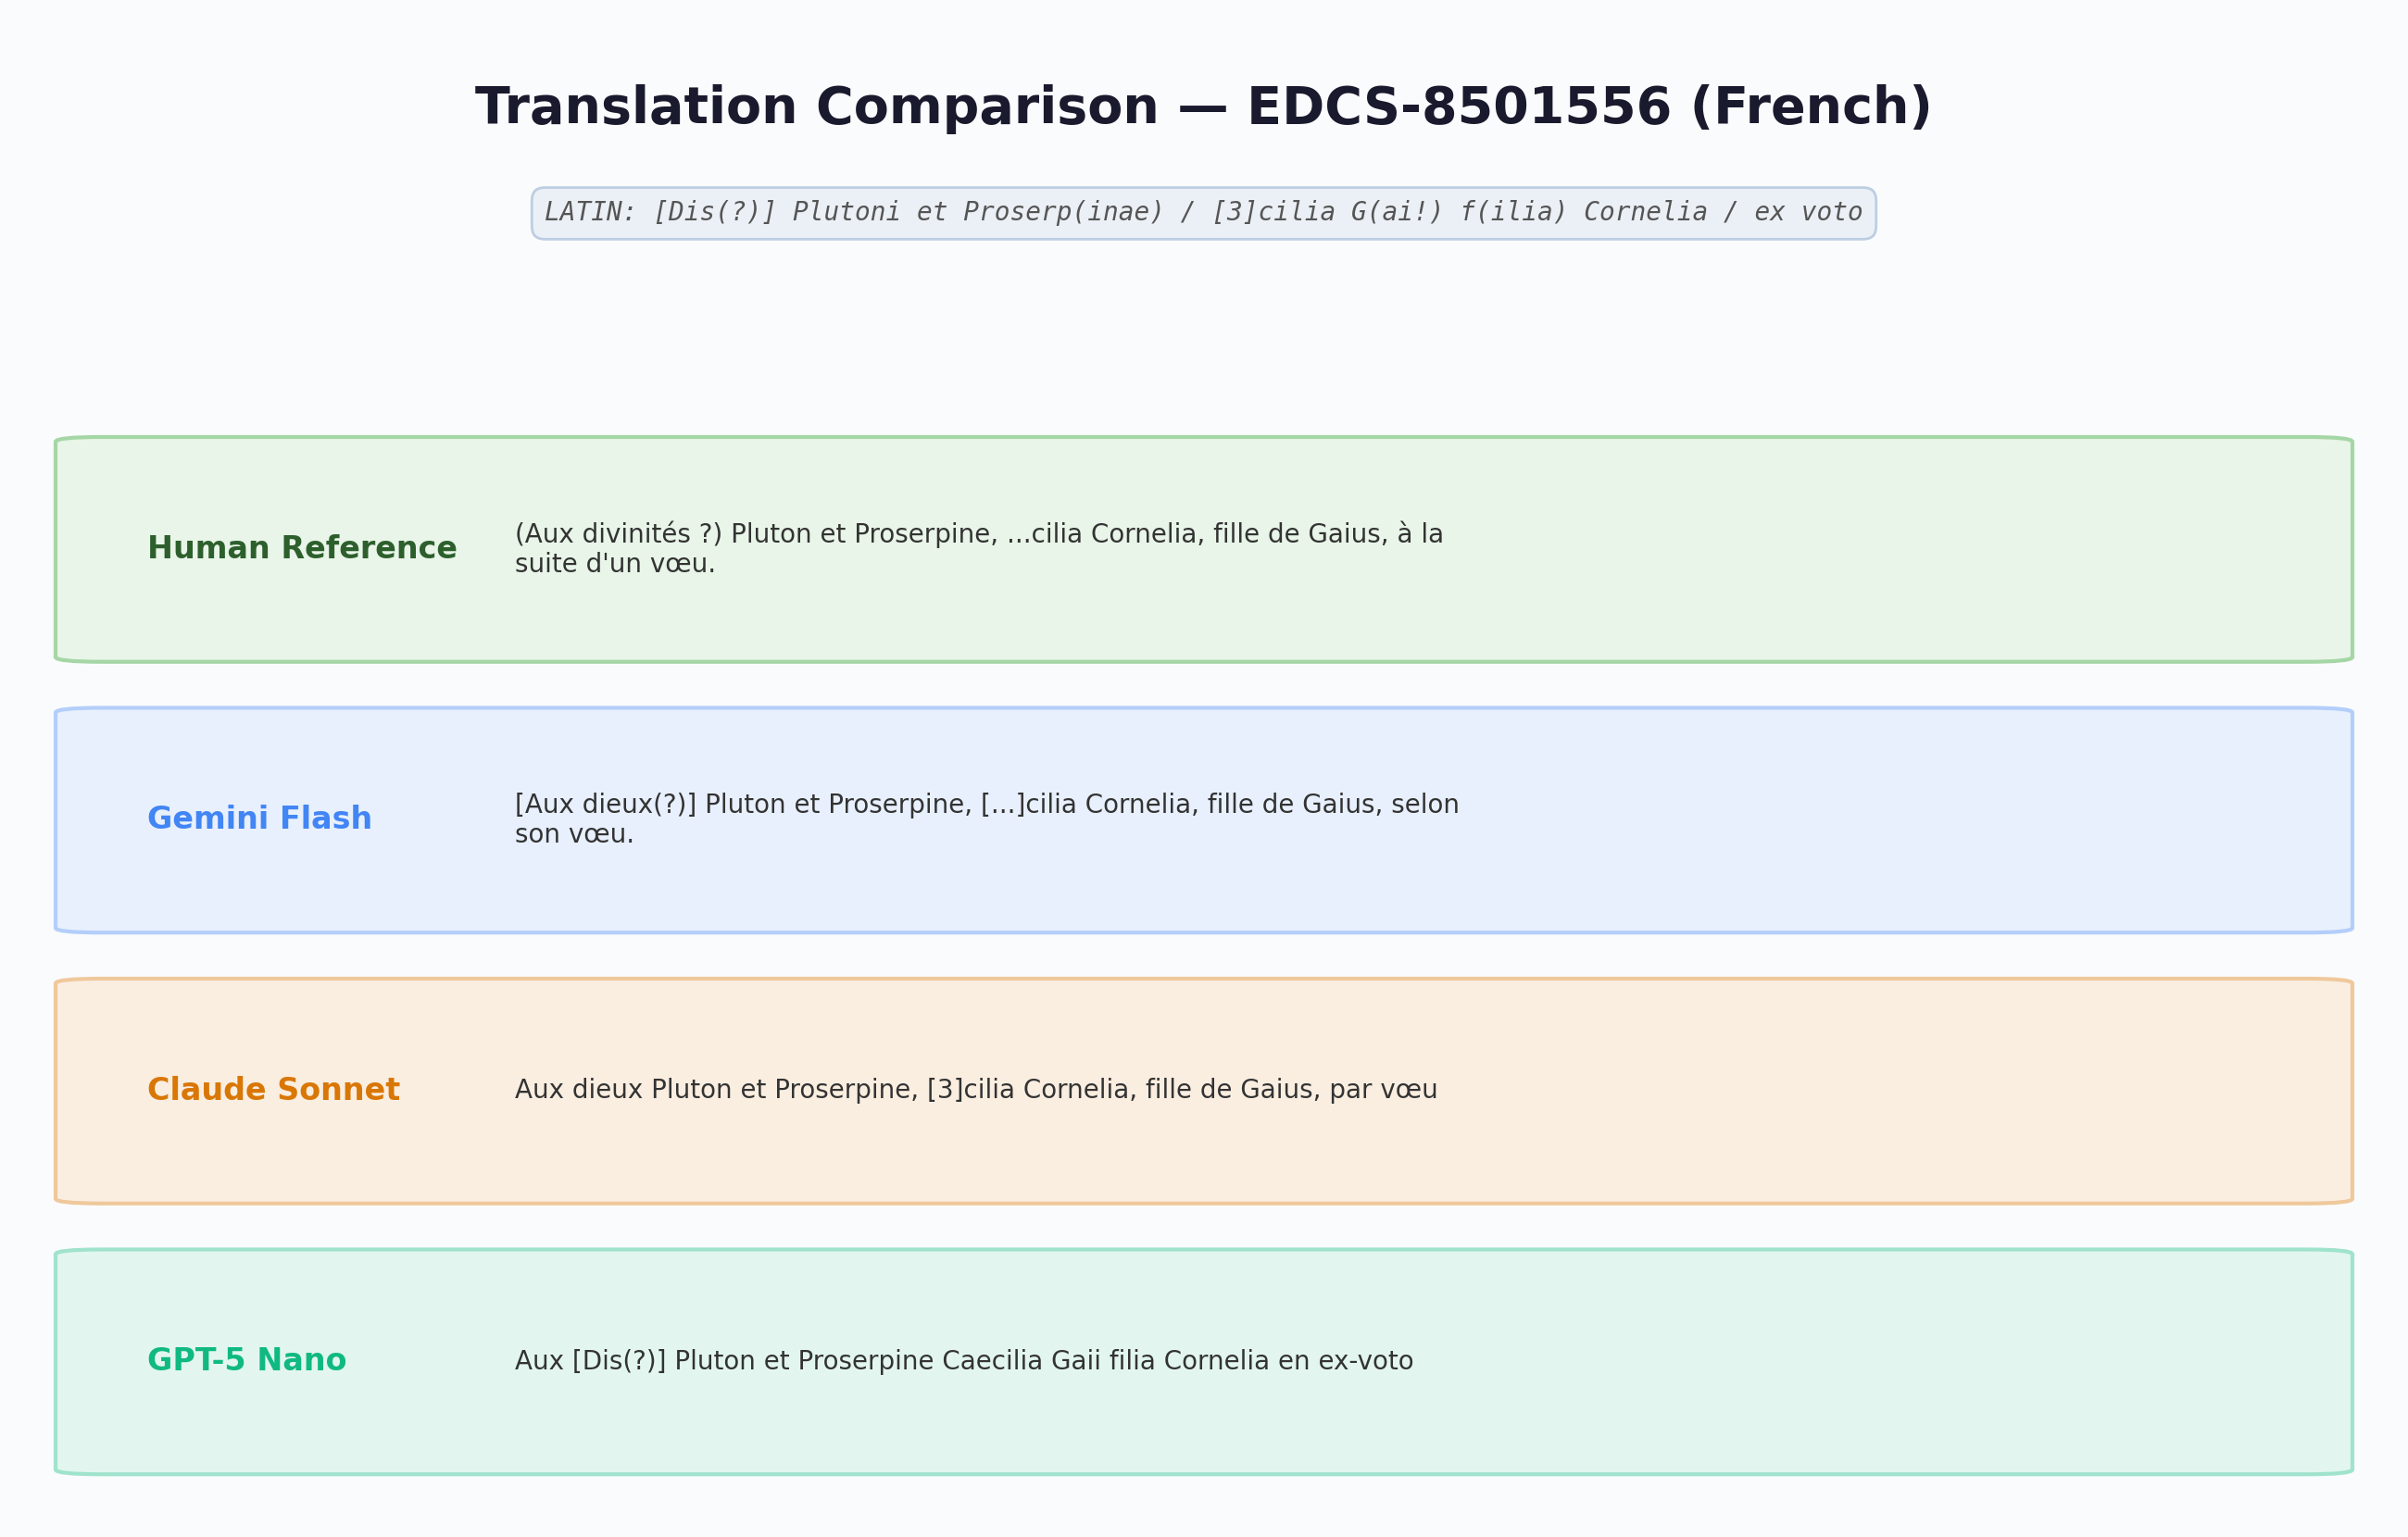 Translation Comparison — EDCS-8501556 (French)
LATIN: [Dis(?)] Plutoni et Proserp(inae) / [3]cilia G(ai!) f(ilia) Cornelia / ex voto
Human Reference
(Aux divinités ?) Pluton et Proserpine, ...cilia Cornelia, fille de Gaius, à la
suite d'un vœu.
Gemini Flash
[Aux dieux(?)] Pluton et Proserpine, [...]cilia Cornelia, fille de Gaius, selon
son vœu.
Claude Sonnet
Aux dieux Pluton et Proserpine, [3]cilia Cornelia, fille de Gaius, par vœu
GPT-5 Nano
Aux [Dis(?)] Pluton et Proserpine Caecilia Gaii filia Cornelia en ex-voto